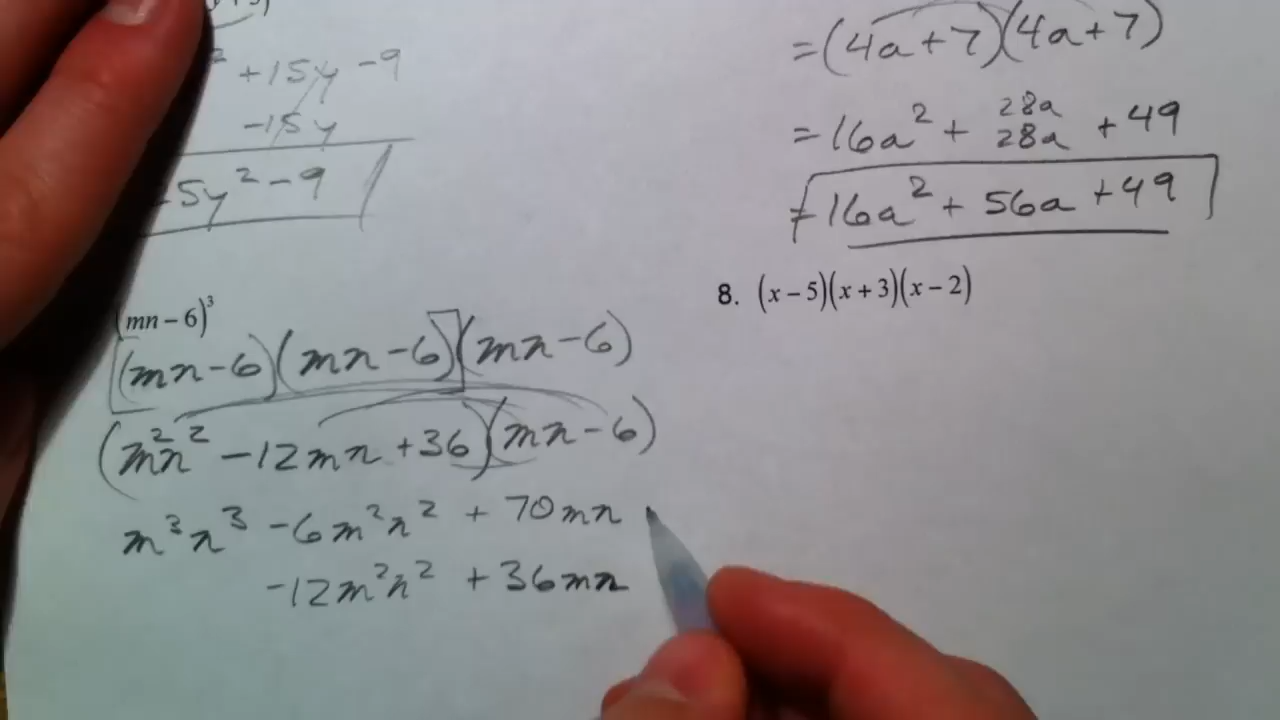 ² + 15y - 9
- 15y
5y² - 9
(mn - 6)³
(mn - 6)(mn - 6)(mn - 6)
(m²n² - 12mn + 36)(mn - 6)
m³n³ - 6m²n² + 70mn
- 12m²n² + 36mn
= (4a + 7)(4a + 7)
28a
= 16a² + 28a + 49
= 16a² + 56a + 49
8. (x - 5)(x + 3)(x - 2)